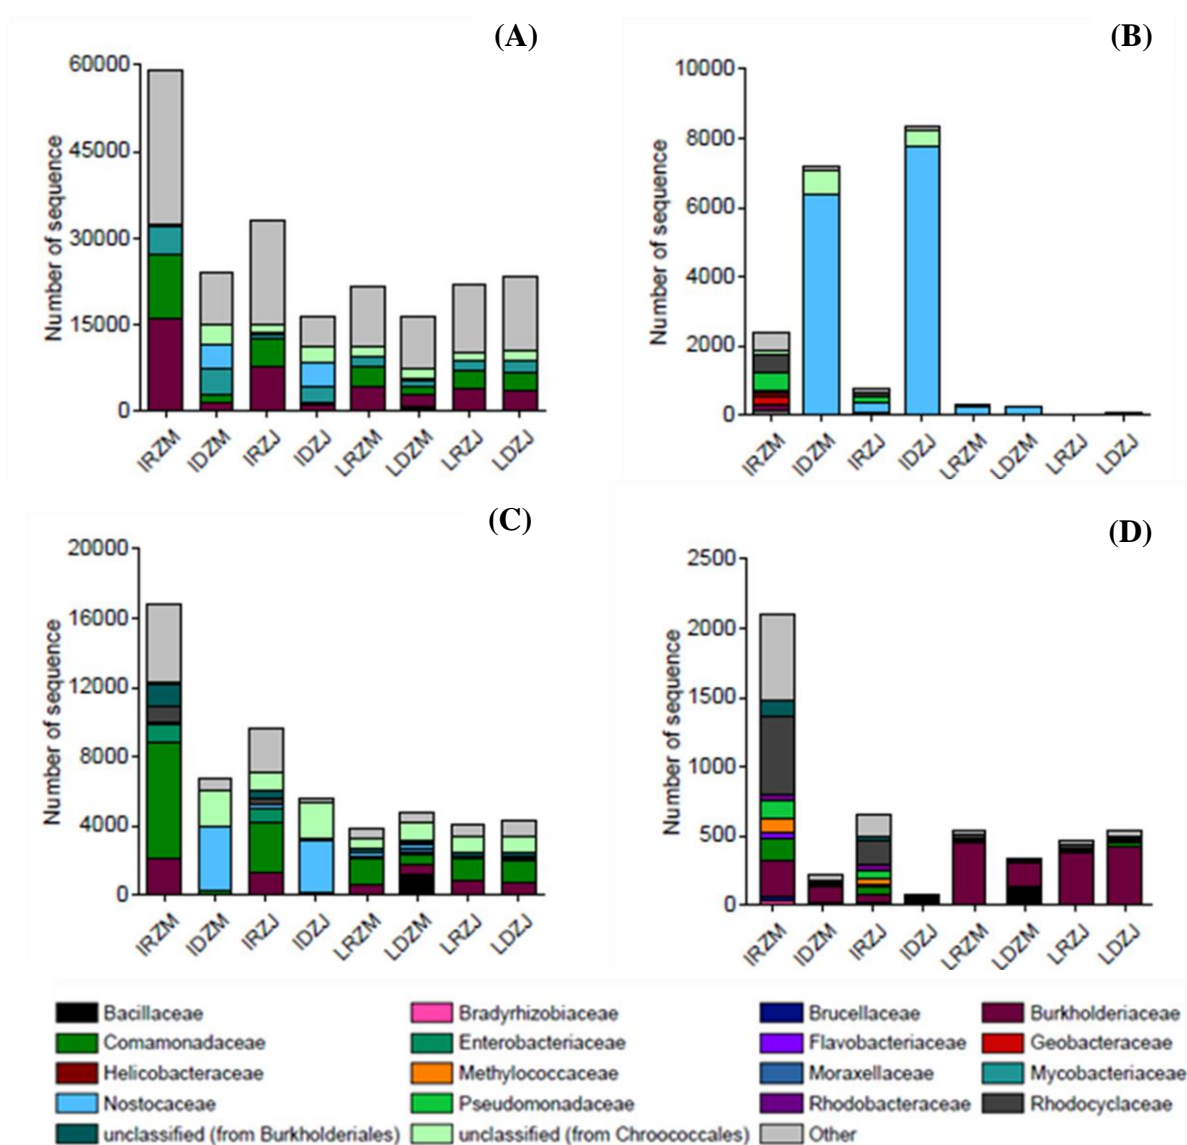 (A)
60000
45000
30000
15000
0
Number of sequence
IRZM IDZM IRZJ IDZJ LRZM LDZM LRZJ LDZJ
(B)
10000
8000
6000
4000
2000
0
Number of sequence
IRZM IDZM IRZJ IDZJ LRZM LDZM LRZJ LDZJ
(C)
20000
16000
12000
8000
4000
0
Number of sequence
IRZM IDZM IRZJ IDZJ LRZM LDZM LRZJ LDZJ
(D)
2500
2000
1500
1000
500
0
Number of sequence
IRZM IDZM IRZJ IDZJ LRZM LDZM LRZJ LDZJ
Bacillaceae Bradyrhizobiaceae Brucellaceae Burkholderiaceae
Comamonadaceae Enterobacteriaceae Flavobacteriaceae Geobacteraceae
Helicobacteraceae Methylococcaceae Moraxellaceae Mycobacteriaceae
Nostocaceae Pseudomonadaceae Rhodobacteraceae Rhodocyclaceae
unclassified (from Burkholderiales) unclassified (from Chroococcales) Other